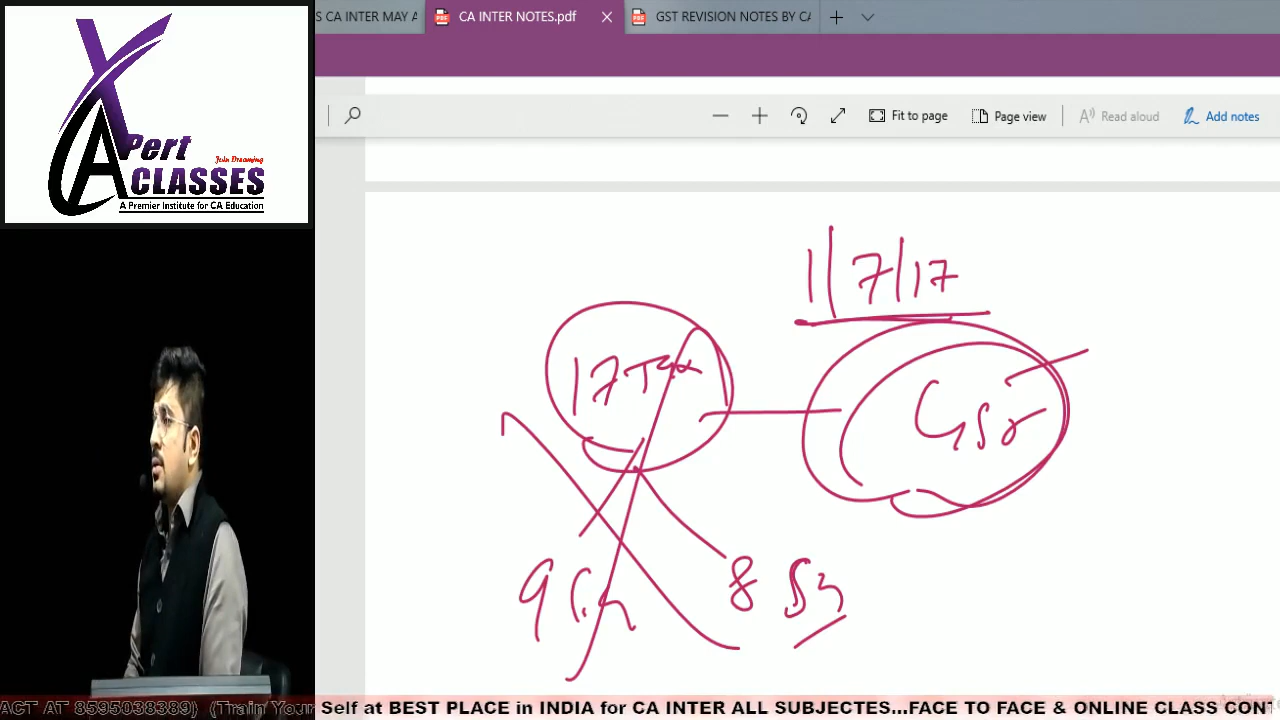 S CA INTER MAY A
CA INTER NOTES.pdf
GST REVISION NOTES BY CA
Fit to page
Page view
Read aloud
Add notes
XPert
Join Dreaming
CA CLASSES
A Premier Institute for CA Education
1/7/17
17 Tax
GST
9
8
ACT AT 8595038389) (Train Your Self at BEST PLACE in INDIA for CA INTER ALL SUBJECTES...FACE TO FACE & ONLINE CLASS CONT